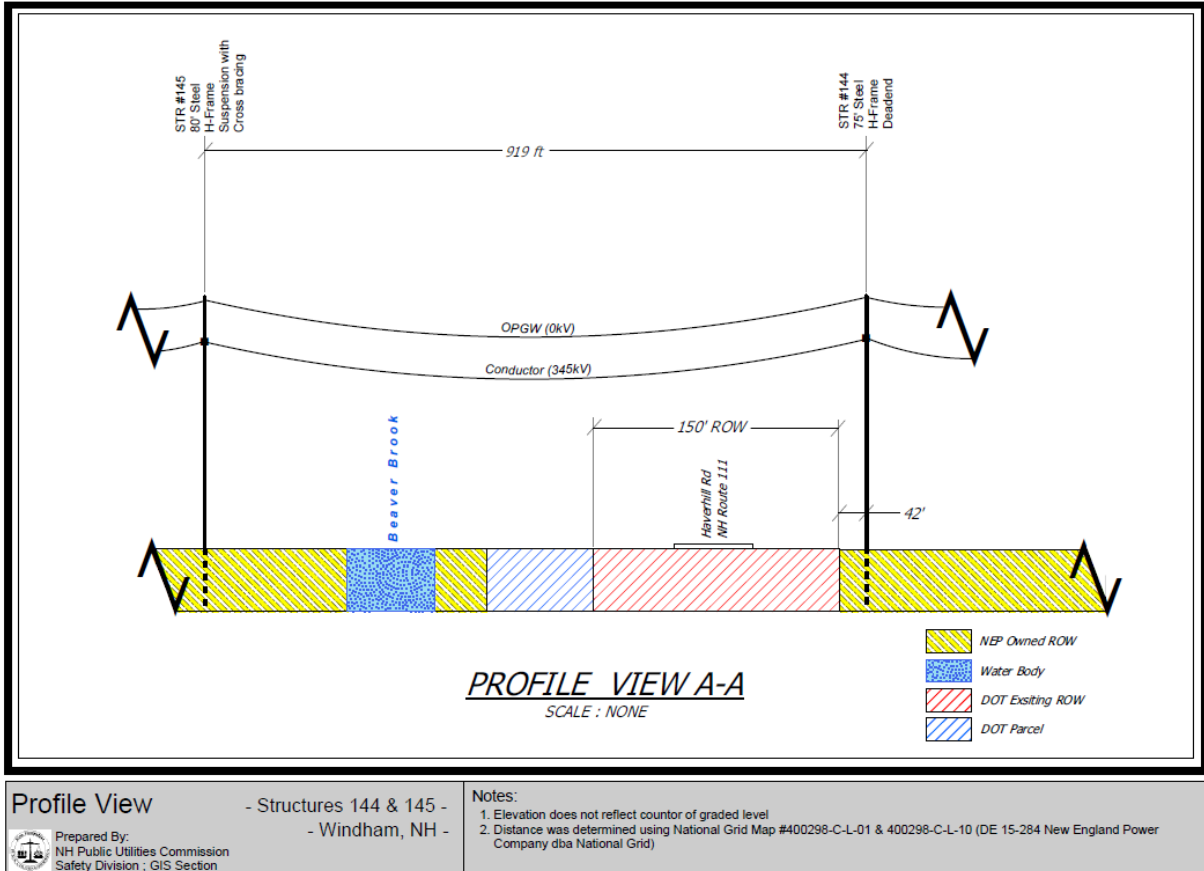 STR #145
80' Steel
H-Frame
Suspension with
Cross bracing
STR #144
75' Steel
H-Frame
Deadend
919 ft
OPGW (0kV)
Conductor (345kV)
Beaver Brook
150' ROW
Haverhill Rd
NH Route 111
42'
NEP Owned ROW
Water Body
DOT Exsiting ROW
DOT Parcel
PROFILE VIEW A-A
SCALE : NONE
Profile View
- Structures 144 & 145 -
- Windham, NH -
Prepared By:
NH Public Utilities Commission
Safety Division ; GIS Section
Notes:
1. Elevation does not reflect countor of graded level
2. Distance was determined using National Grid Map #400298-C-L-01 & 400298-C-L-10 (DE 15-284 New England Power
Company dba National Grid)